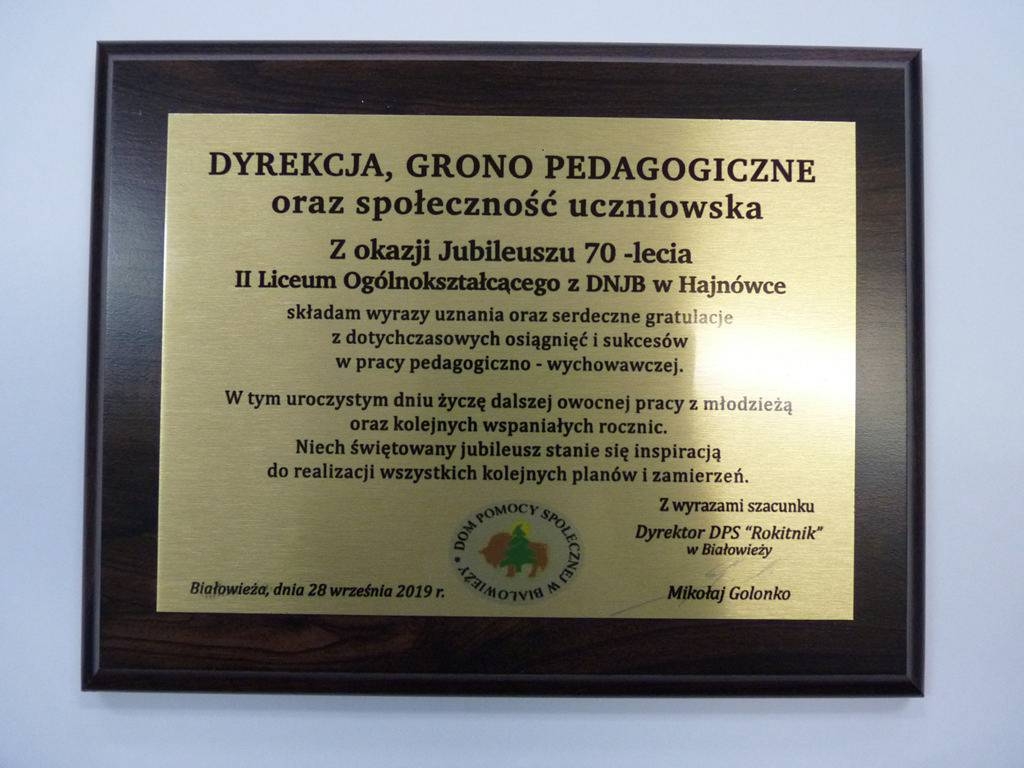 DYREKCJA, GRONO PEDAGOGICZNE
oraz społeczność uczniowska
Z okazji Jubileuszu 70 -lecia
II Liceum Ogólnokształcącego z DNJB w Hajnówce
składam wyrazy uznania oraz serdeczne gratulacje
z dotychczasowych osiągnięć i sukcesów
w pracy pedagogiczno - wychowawczej.
W tym uroczystym dniu życzę dalszej owocnej pracy z młodzieżą
oraz kolejnych wspaniałych rocznic.
Niech świętowany jubileusz stanie się inspiracją
do realizacji wszystkich kolejnych planów i zamierzeń.
Z wyrazami szacunku
Dyrektor DPS "Rokitnik"
w Białowieży
DOM POMOCY SPOŁECZNEJ W BIAŁOWIEŻY *
Białowieża, dnia 28 września 2019 r.
Mikołaj Golonko